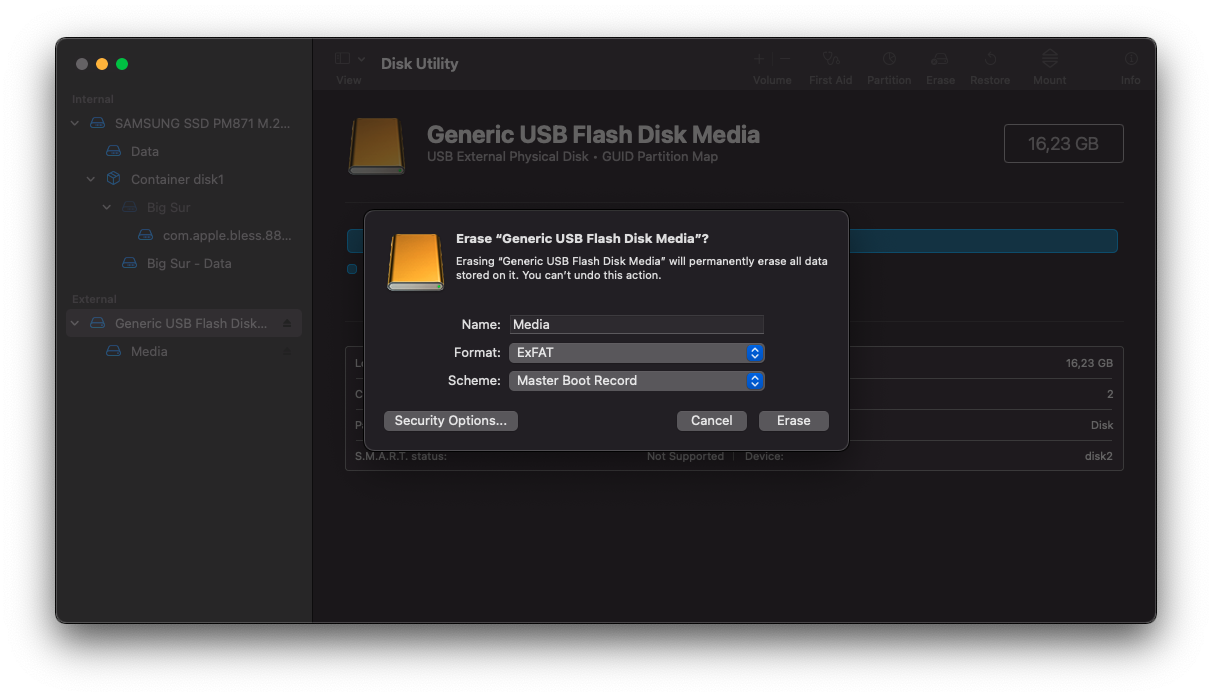 View
Disk Utility
Volume
First Aid
Partition
Erase
Restore
Mount
Info
Internal
SAMSUNG SSD PM871 M.2...
Data
Container disk1
Big Sur
com.apple.bless.88...
Big Sur - Data
External
Generic USB Flash Disk...
Media
Generic USB Flash Disk Media
USB External Physical Disk • GUID Partition Map
16,23 GB
Erase “Generic USB Flash Disk Media”?
Erasing “Generic USB Flash Disk Media” will permanently erase all data
stored on it. You can’t undo this action.
Name: Media
Format: ExFAT
Scheme: Master Boot Record
Security Options...
Cancel
Erase
16,23 GB
2
Disk
S.M.A.R.T. status: Not Supported Device: disk2